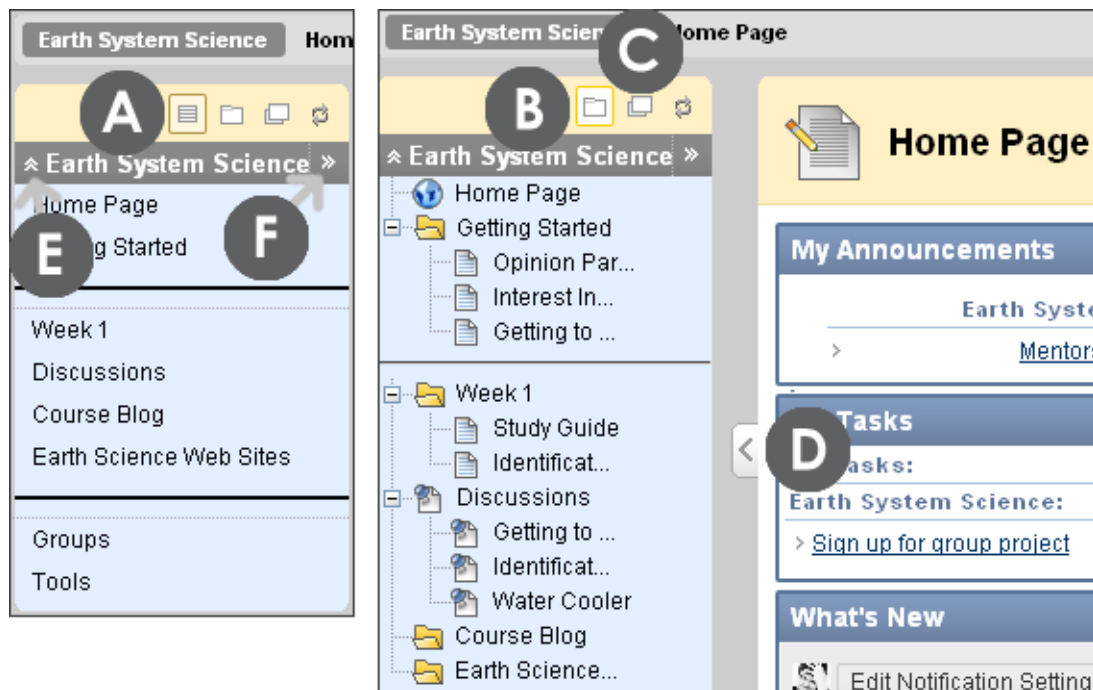 Earth System Science Hom
A
Earth System Science
Home Page
E
g Started
F
Week 1
Discussions
Course Blog
Earth Science Web Sites
Groups
Tools
Earth System Scien
C
ome Page
B
Earth System Science
Home Page
Getting Started
Opinion Par...
Interest In...
Getting to ...
Week 1
Study Guide
Identificat...
Discussions
Getting to ...
Identificat...
Water Cooler
Course Blog
Earth Science...
Home Page
My Announcements
Earth Syste
Mentors
D
Tasks
asks:
Earth System Science:
Sign up for group project
What's New
Edit Notification Setting